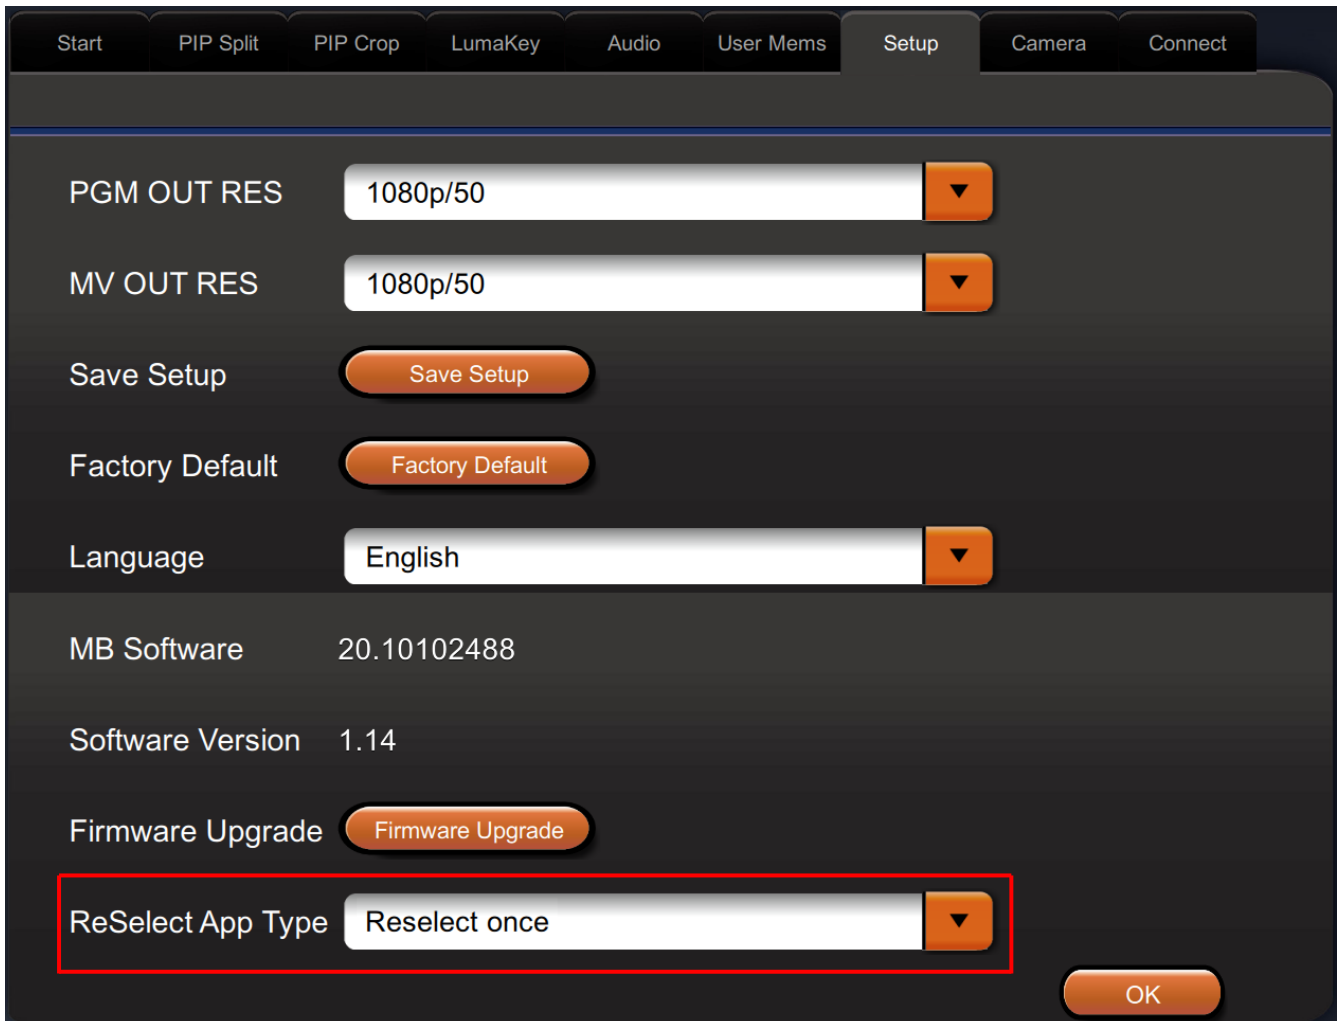 Start PIP Split PIP Crop LumaKey Audio User Mems Setup Camera Connect
PGM OUT RES 1080p/50
MV OUT RES 1080p/50
Save Setup Save Setup
Factory Default Factory Default
Language English
MB Software 20.10102488
Software Version 1.14
Firmware Upgrade Firmware Upgrade
ReSelect App Type Reselect once
OK